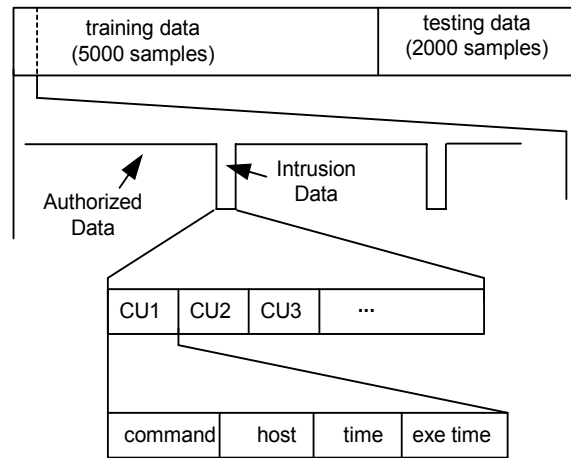 training data
(5000 samples)
testing data
(2000 samples)
Authorized
Data
Intrusion
Data
CU1 CU2 CU3 ...
command host time exe time